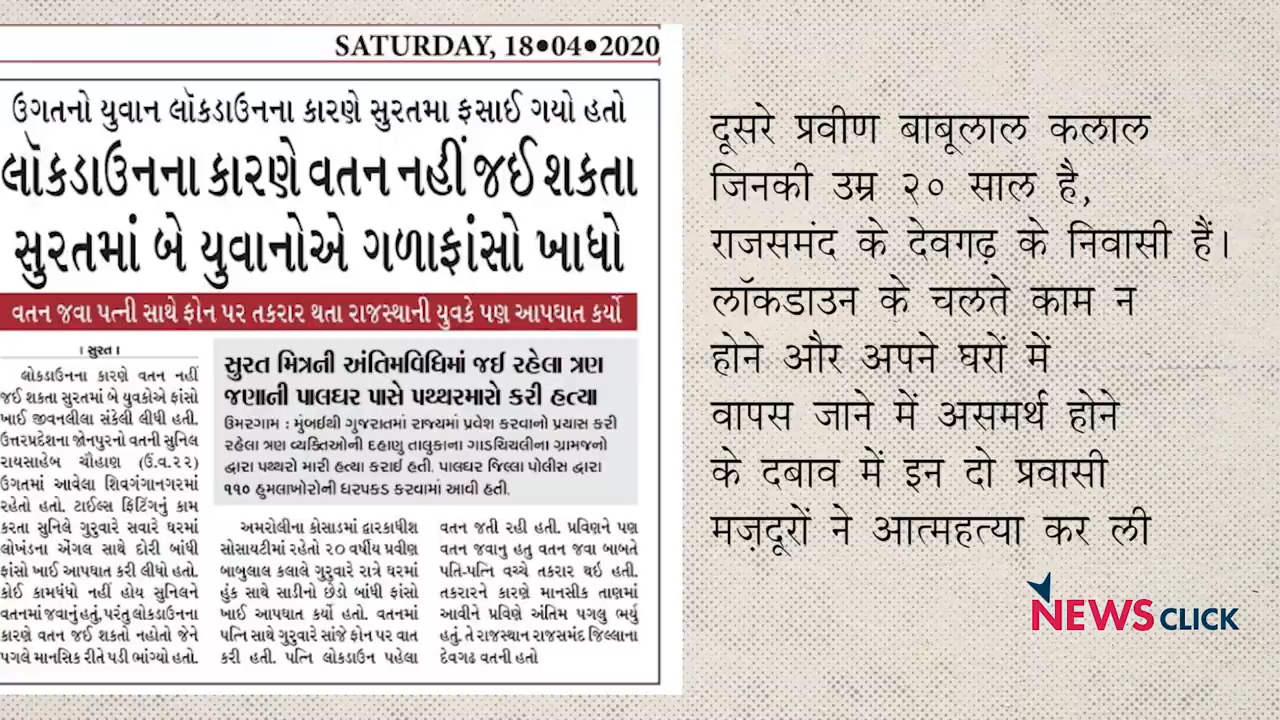 SATURDAY, 18•04•2020
ઉગતનો યુવાન લૉકડાઉનના કારણે સુરતમા ફસાઈ ગયો હતો
લૉકડાઉનના કારણે વતન નહીં જઈ શકતા
સુરતમાં બે યુવાનોએ ગળાફાંસો ખાધો
વતન જવા પત્ની સાથે ફોન પર તકરાર થતા રાજસ્થાની યુવકે પણ આપઘાત કર્યો
। સુરત ।
લોકડાઉનના કારણે વતન નહીં
જઈ શકતા સુરતમાં બે યુવકોએ ફાંસો
ખાઈ જીવનલીલા સંકેલી લીધી હતી.
ઉત્તરપ્રદેશના જોનપુરનો વતની સુનિલ
રાયસાહેબ ચૌહાણ (ઉ.વ.૨૨)
ઉગતમાં આવેલા શિવગંગાનગરમાં
રહેતો હતો. ટાઈલ્સ ફિટિંગનું કામ
કરતા સુનિલે ગુરુવારે સવારે ઘરમાં
લોખંડના એંગલ સાથે દોરી બાંધી
ફાંસો ખાઈ આપઘાત કરી લીધો હતો.
કોઈ કામધંધો નહીં હોય સુનિલને
વતનમાં જવાનું હતું, પરંતુ લોકડાઉનના
કારણે વતન જઈ શકતો નહોતો જેને
પગલે માનસિક રીતે પડી ભાંગ્યો હતો.
સુરત મિત્રની અંતિમવિધિમાં જઈ રહેલા ત્રણ
જણાની પાલઘર પાસે પથ્થરમારો કરી હત્યા
ઉમરગામ : મુંબઈથી ગુજરાતમાં રાજ્યમાં પ્રવેશ કરવાનો પ્રયાસ કરી
રહેલા ત્રણ વ્યક્તિઓની દહાણુ તાલુકાના ગાડચિચલીના ગ્રામજનો
દ્વારા પથ્થરો મારી હત્યા કરાઈ હતી. પાલઘર જિલ્લા પોલીસ દ્વારા
૧૧૦ હુમલાખોરોની ધરપકડ કરવામાં આવી હતી.
અમરોલીના કોસાડમાં દ્વારકાધીશ
સોસાયટીમાં રહેતો ૨૦ વર્ષીય પ્રવીણ
બાબુલાલ કલાલે ગુરુવારે રાત્રે ઘરમાં
હુંક સાથે સાડીનો છેડો બાંધી ફાંસો
ખાઈ આપઘાત કર્યો હતો. વતનમાં
પત્ની સાથે ગુરુવારે સાંજે ફોન પર વાત
કરી હતી. પત્નિ લોકડાઉન પહેલા
વતન જતી રહી હતી. પ્રવિણને પણ
વતન જવાનુ હતુ વતન જવા બાબતે
પતિ-પત્નિ વચ્ચે તકરાર થઇ હતી.
તકરારને કારણે માનસીક તાણમાં
આવીને પ્રવિણે અંતિમ પગલુ ભર્યુ
હતું. તે રાજસ્થાન રાજસમંદ જિલ્લાના
દેવગઢ વતની હતો
दूसरे प्रवीण बाबूलाल कलाल
जिनकी उम्र २० साल है,
राजसमंद के देवगढ़ के निवासी हैं।
लॉकडाउन के चलते काम न
होने और अपने घरों में
वापस जाने में असमर्थ होने
के दबाव में इन दो प्रवासी
मज़दूरों ने आत्महत्या कर ली
NEWSCLICK